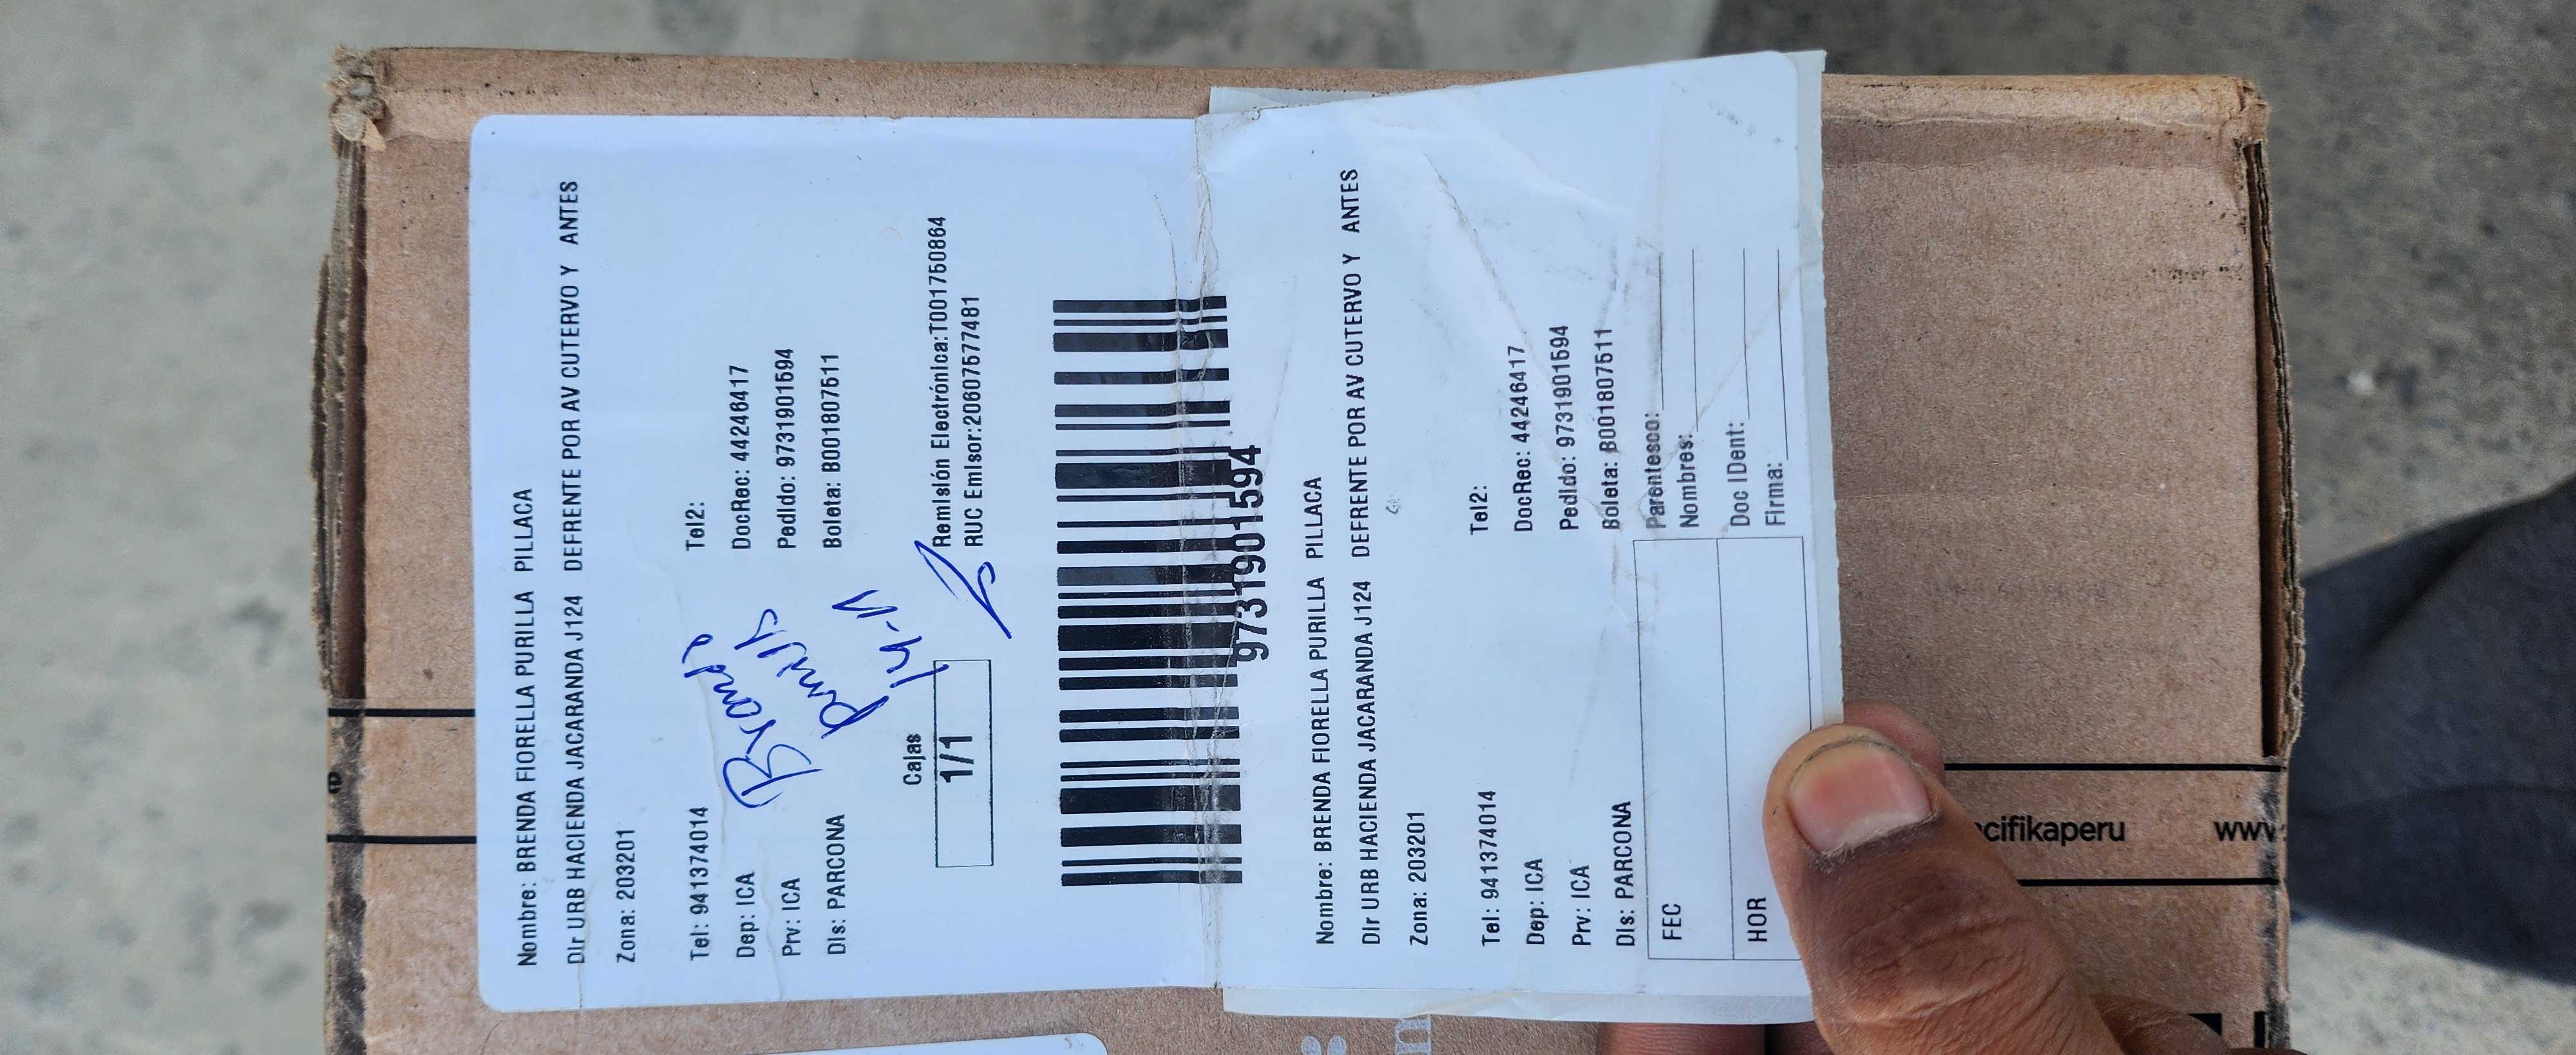 Nombre: BRENDA FIORELLA PURILLA PILLACA
Dir URB HACIENDA JACARANDA J124 DEFRENTE POR AV CUTERVO Y ANTES
Zona: 203201
Tel: 941374014 Tel2:
Dep: ICA DocRec: 44246417
Prv: ICA Pedido: 9731901594
Dis: PARCONA Boleta: B001807511
Brenda
Purilla
14-11
Cajas
1/1
Remisión Electrónica:T001750864
RUC Emisor:20607577481
9731901594
Nombre: BRENDA FIORELLA PURILLA PILLACA
Dir URB HACIENDA JACARANDA J124 DEFRENTE POR AV CUTERVO Y ANTES
Zona: 203201
Tel: 941374014 Tel2:
Dep: ICA DocRec: 44246417
Prv: ICA Pedido: 9731901594
Dis: PARCONA Boleta: B001807511
FEC
HOR
Parentesco:
Nombres:
Doc IDent:
Firma:
cifikaperu www